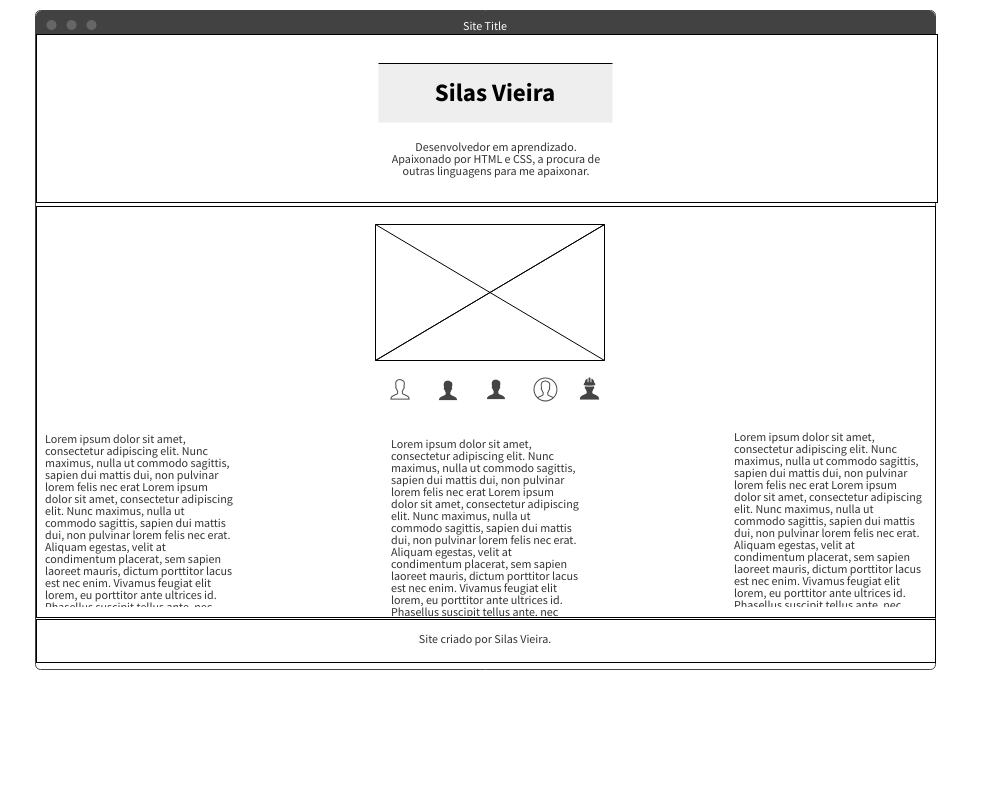 Site Title
Silas Vieira
Desenvolvedor em aprendizado.
Apaixonado por HTML e CSS, a procura de
outras linguagens para me apaixonar.
Lorem ipsum dolor sit amet,
consectetur adipiscing elit. Nunc
maximus, nulla ut commodo sagittis,
sapien dui mattis dui, non pulvinar
lorem felis nec erat Lorem ipsum
dolor sit amet, consectetur adipiscing
elit. Nunc maximus, nulla ut
commodo sagittis, sapien dui mattis
dui, non pulvinar lorem felis nec erat.
Aliquam egestas, velit at
condimentum placerat, sem sapien
laoreet mauris, dictum porttitor lacus
est nec enim. Vivamus feugiat elit
lorem, eu porttitor ante ultrices id.
Phasellus suscipit tellus ante, nec
Lorem ipsum dolor sit amet,
consectetur adipiscing elit. Nunc
maximus, nulla ut commodo sagittis,
sapien dui mattis dui, non pulvinar
lorem felis nec erat Lorem ipsum
dolor sit amet, consectetur adipiscing
elit. Nunc maximus, nulla ut
commodo sagittis, sapien dui mattis
dui, non pulvinar lorem felis nec erat.
Aliquam egestas, velit at
condimentum placerat, sem sapien
laoreet mauris, dictum porttitor lacus
est nec enim. Vivamus feugiat elit
lorem, eu porttitor ante ultrices id.
Phasellus suscipit tellus ante, nec
Lorem ipsum dolor sit amet,
consectetur adipiscing elit. Nunc
maximus, nulla ut commodo sagittis,
sapien dui mattis dui, non pulvinar
lorem felis nec erat Lorem ipsum
dolor sit amet, consectetur adipiscing
elit. Nunc maximus, nulla ut
commodo sagittis, sapien dui mattis
dui, non pulvinar lorem felis nec erat.
Aliquam egestas, velit at
condimentum placerat, sem sapien
laoreet mauris, dictum porttitor lacus
est nec enim. Vivamus feugiat elit
lorem, eu porttitor ante ultrices id.
Phasellus suscipit tellus ante, nec
Site criado por Silas Vieira.